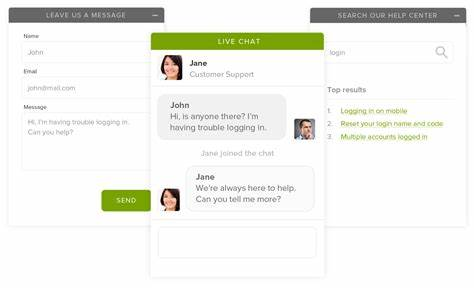 LEAVE US A MESSAGE
Name
John
Email
john@mail.com
Message
Hi, I'm having trouble logging in.
Can you help?
SEND
LIVE CHAT
Jane
Customer Support
John
Hi, is anyone there? I'm
having trouble logging in.
Jane joined the chat
Jane
We're always here to help.
Can you tell me more?
SEARCH OUR HELP CENTER
login
Top results
1. Logging in on mobile
2. Reset your login name and code
3. Multiple accounts logged in